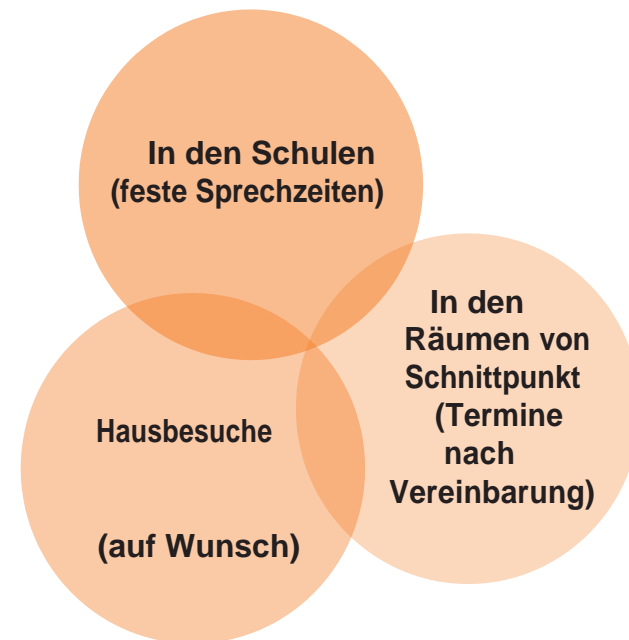 In den Schulen
(feste Sprechzeiten)
In den
Räumen von
Schnittpunkt
(Termine
nach
Vereinbarung)
Hausbesuche
(auf Wunsch)